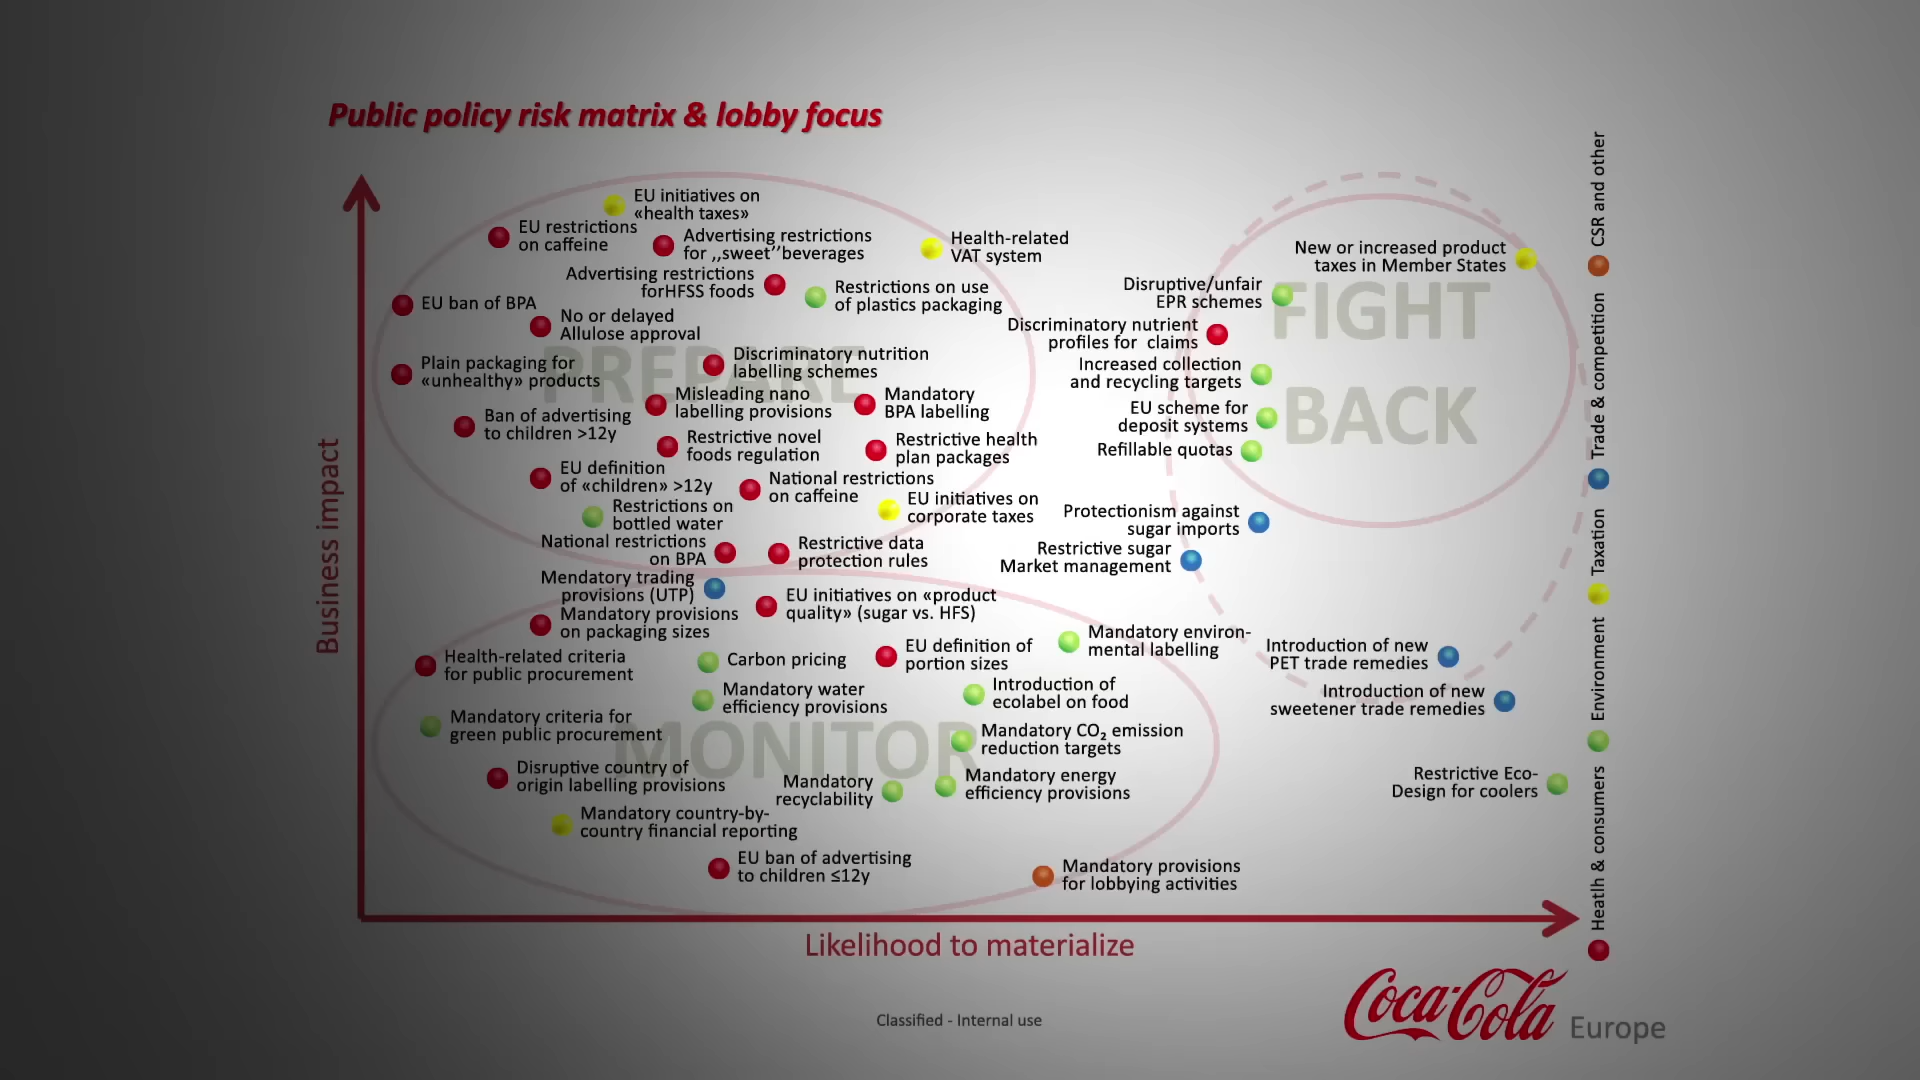 Public policy risk matrix & lobby focus
EU initiatives on
«health taxes»
EU restrictions
on caffeine
Advertising restrictions
for ,,sweet’’beverages
Health-related
VAT system
New or increased product
taxes in Member States
Advertising restrictions
forHFSS foods
Restrictions on use
of plastics packaging
Disruptive/unfair
EPR schemes
EU ban of BPA
No or delayed
Allulose approval
Discriminatory nutrient
profiles for claims
FIGHT
BACK
PREPARE
Plain packaging for
«unhealthy» products
Discriminatory nutrition
labelling schemes
Increased collection
and recycling targets
Misleading nano
labelling provisions
Mandatory
BPA labelling
Ban of advertising
to children >12y
EU scheme for
deposit systems
Restrictive novel
foods regulation
Restrictive health
plan packages
Refillable quotas
EU definition
of «children» >12y
National restrictions
on caffeine
EU initiatives on
corporate taxes
Restrictions on
bottled water
Protectionism against
sugar imports
National restrictions
on BPA
Restrictive data
protection rules
Restrictive sugar
Market management
Mendatory trading
provisions (UTP)
EU initiatives on «product
quality» (sugar vs. HFS)
Mandatory provisions
on packaging sizes
Mandatory environ-
mental labelling
EU definition of
portion sizes
Introduction of new
PET trade remedies
Health-related criteria
for public procurement
Carbon pricing
Mandatory water
efficiency provisions
Introduction of
ecolabel on food
Introduction of new
sweetener trade remedies
Mandatory criteria for
green public procurement
MONITOR
Mandatory CO₂ emission
reduction targets
Disruptive country of
origin labelling provisions
Mandatory
recyclability
Mandatory energy
efficiency provisions
Restrictive Eco-
Design for coolers
Mandatory country-by-
country financial reporting
EU ban of advertising
to children ≤12y
Mandatory provisions
for lobbying activities
Business impact
Likelihood to materialize
CSR and other
Trade & competition
Taxation
Environment
Heatlh & consumers
Classified - Internal use
Coca-Cola Europe